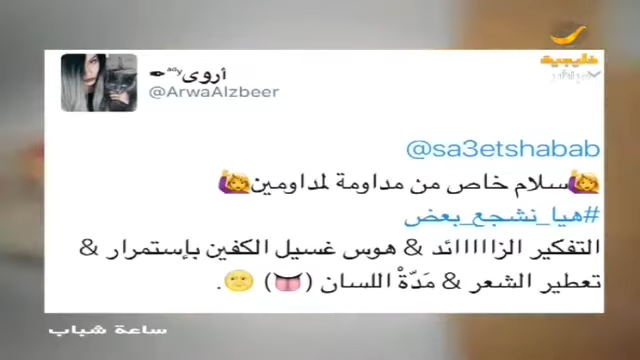 خليجية
أروى
@ArwaAlzbeer
@sa3etshabab
🙋سلام خاص من مداومة لمداومين🙋
#هيا_نشجع_بعض
التفكير الزااااائد & هوس غسيل الكفين بإستمرار &
تعطير الشعر & مَدّةْ اللسان (👅) 🌝.
ساعة شباب